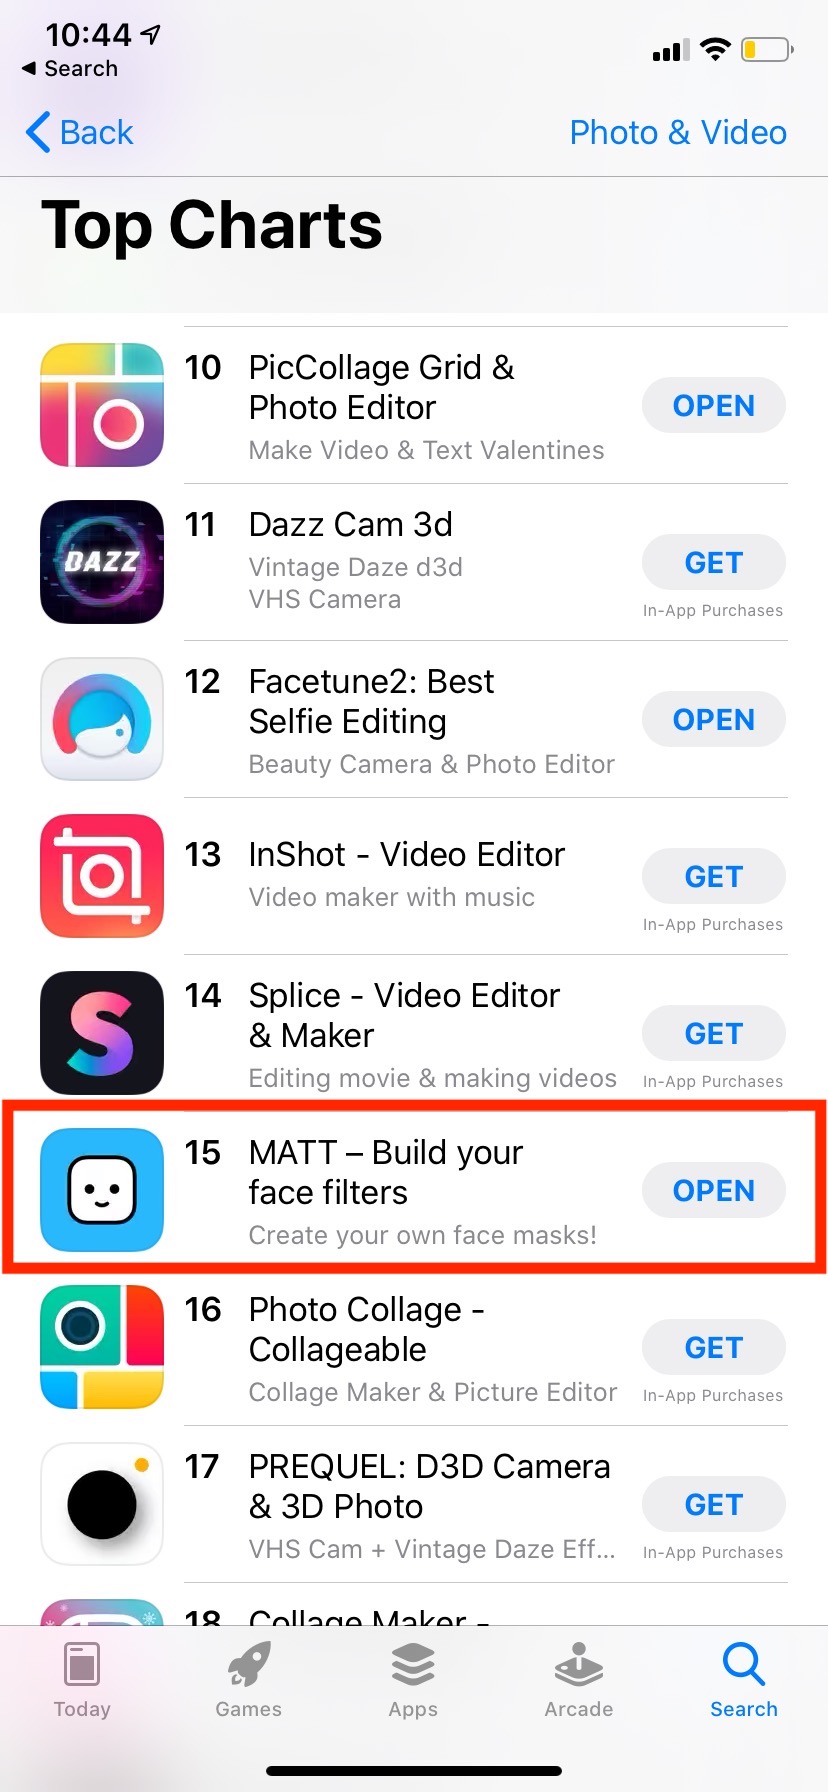 10:44
Search
Back
Photo & Video
Top Charts
10
PicCollage Grid &
Photo Editor
Make Video & Text Valentines
OPEN
DAZZ
11
Dazz Cam 3d
Vintage Daze d3d
VHS Camera
GET
In-App Purchases
12
Facetune2: Best
Selfie Editing
Beauty Camera & Photo Editor
OPEN
13
InShot - Video Editor
Video maker with music
GET
In-App Purchases
S
14
Splice - Video Editor
& Maker
Editing movie & making videos
GET
In-App Purchases
15
MATT – Build your
face filters
Create your own face masks!
OPEN
16
Photo Collage -
Collageable
Collage Maker & Picture Editor
GET
In-App Purchases
17
PREQUEL: D3D Camera
& 3D Photo
VHS Cam + Vintage Daze Eff...
GET
In-App Purchases
18
Collage Maker -
Today
Games
Apps
Arcade
Search